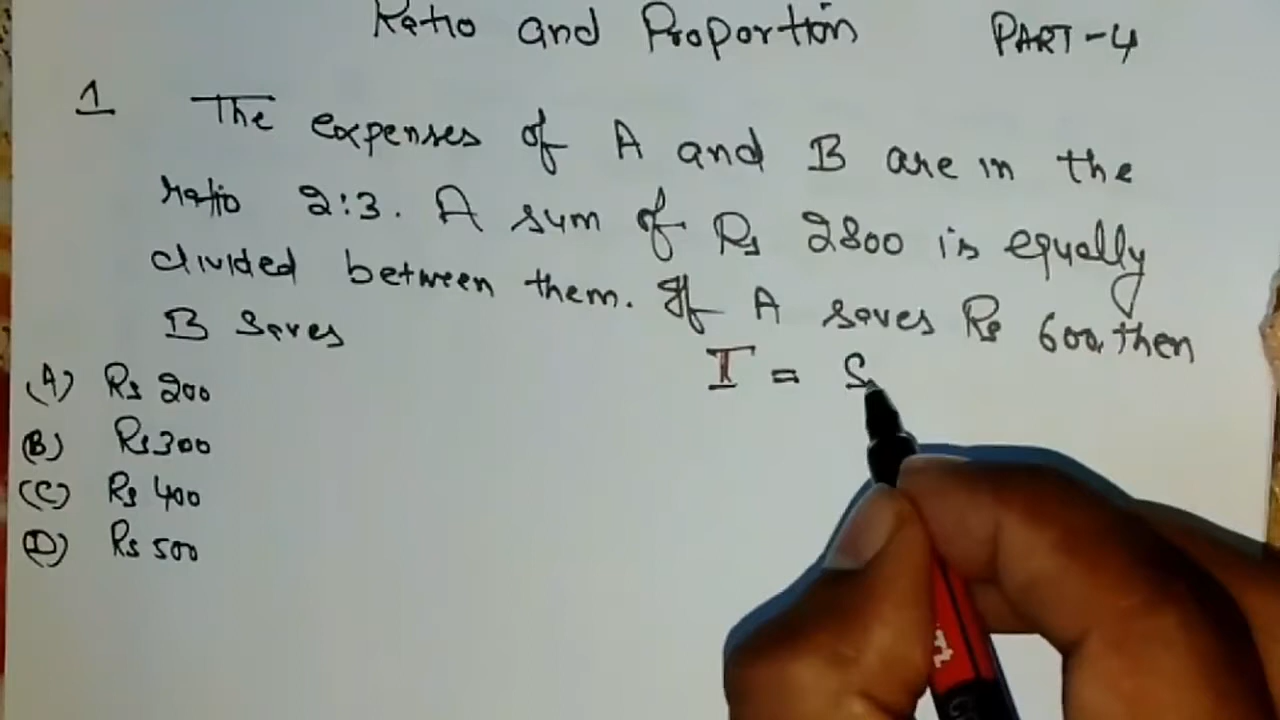 Ratio and Proportion PART-4
1 The expenses of A and B are in the
ratio 2:3. A sum of Rs 2800 is equally
divided between them. If A saves Rs 600, then
B saves
I = S
(A) Rs 200
(B) Rs 300
(C) Rs 400
(D) Rs 500